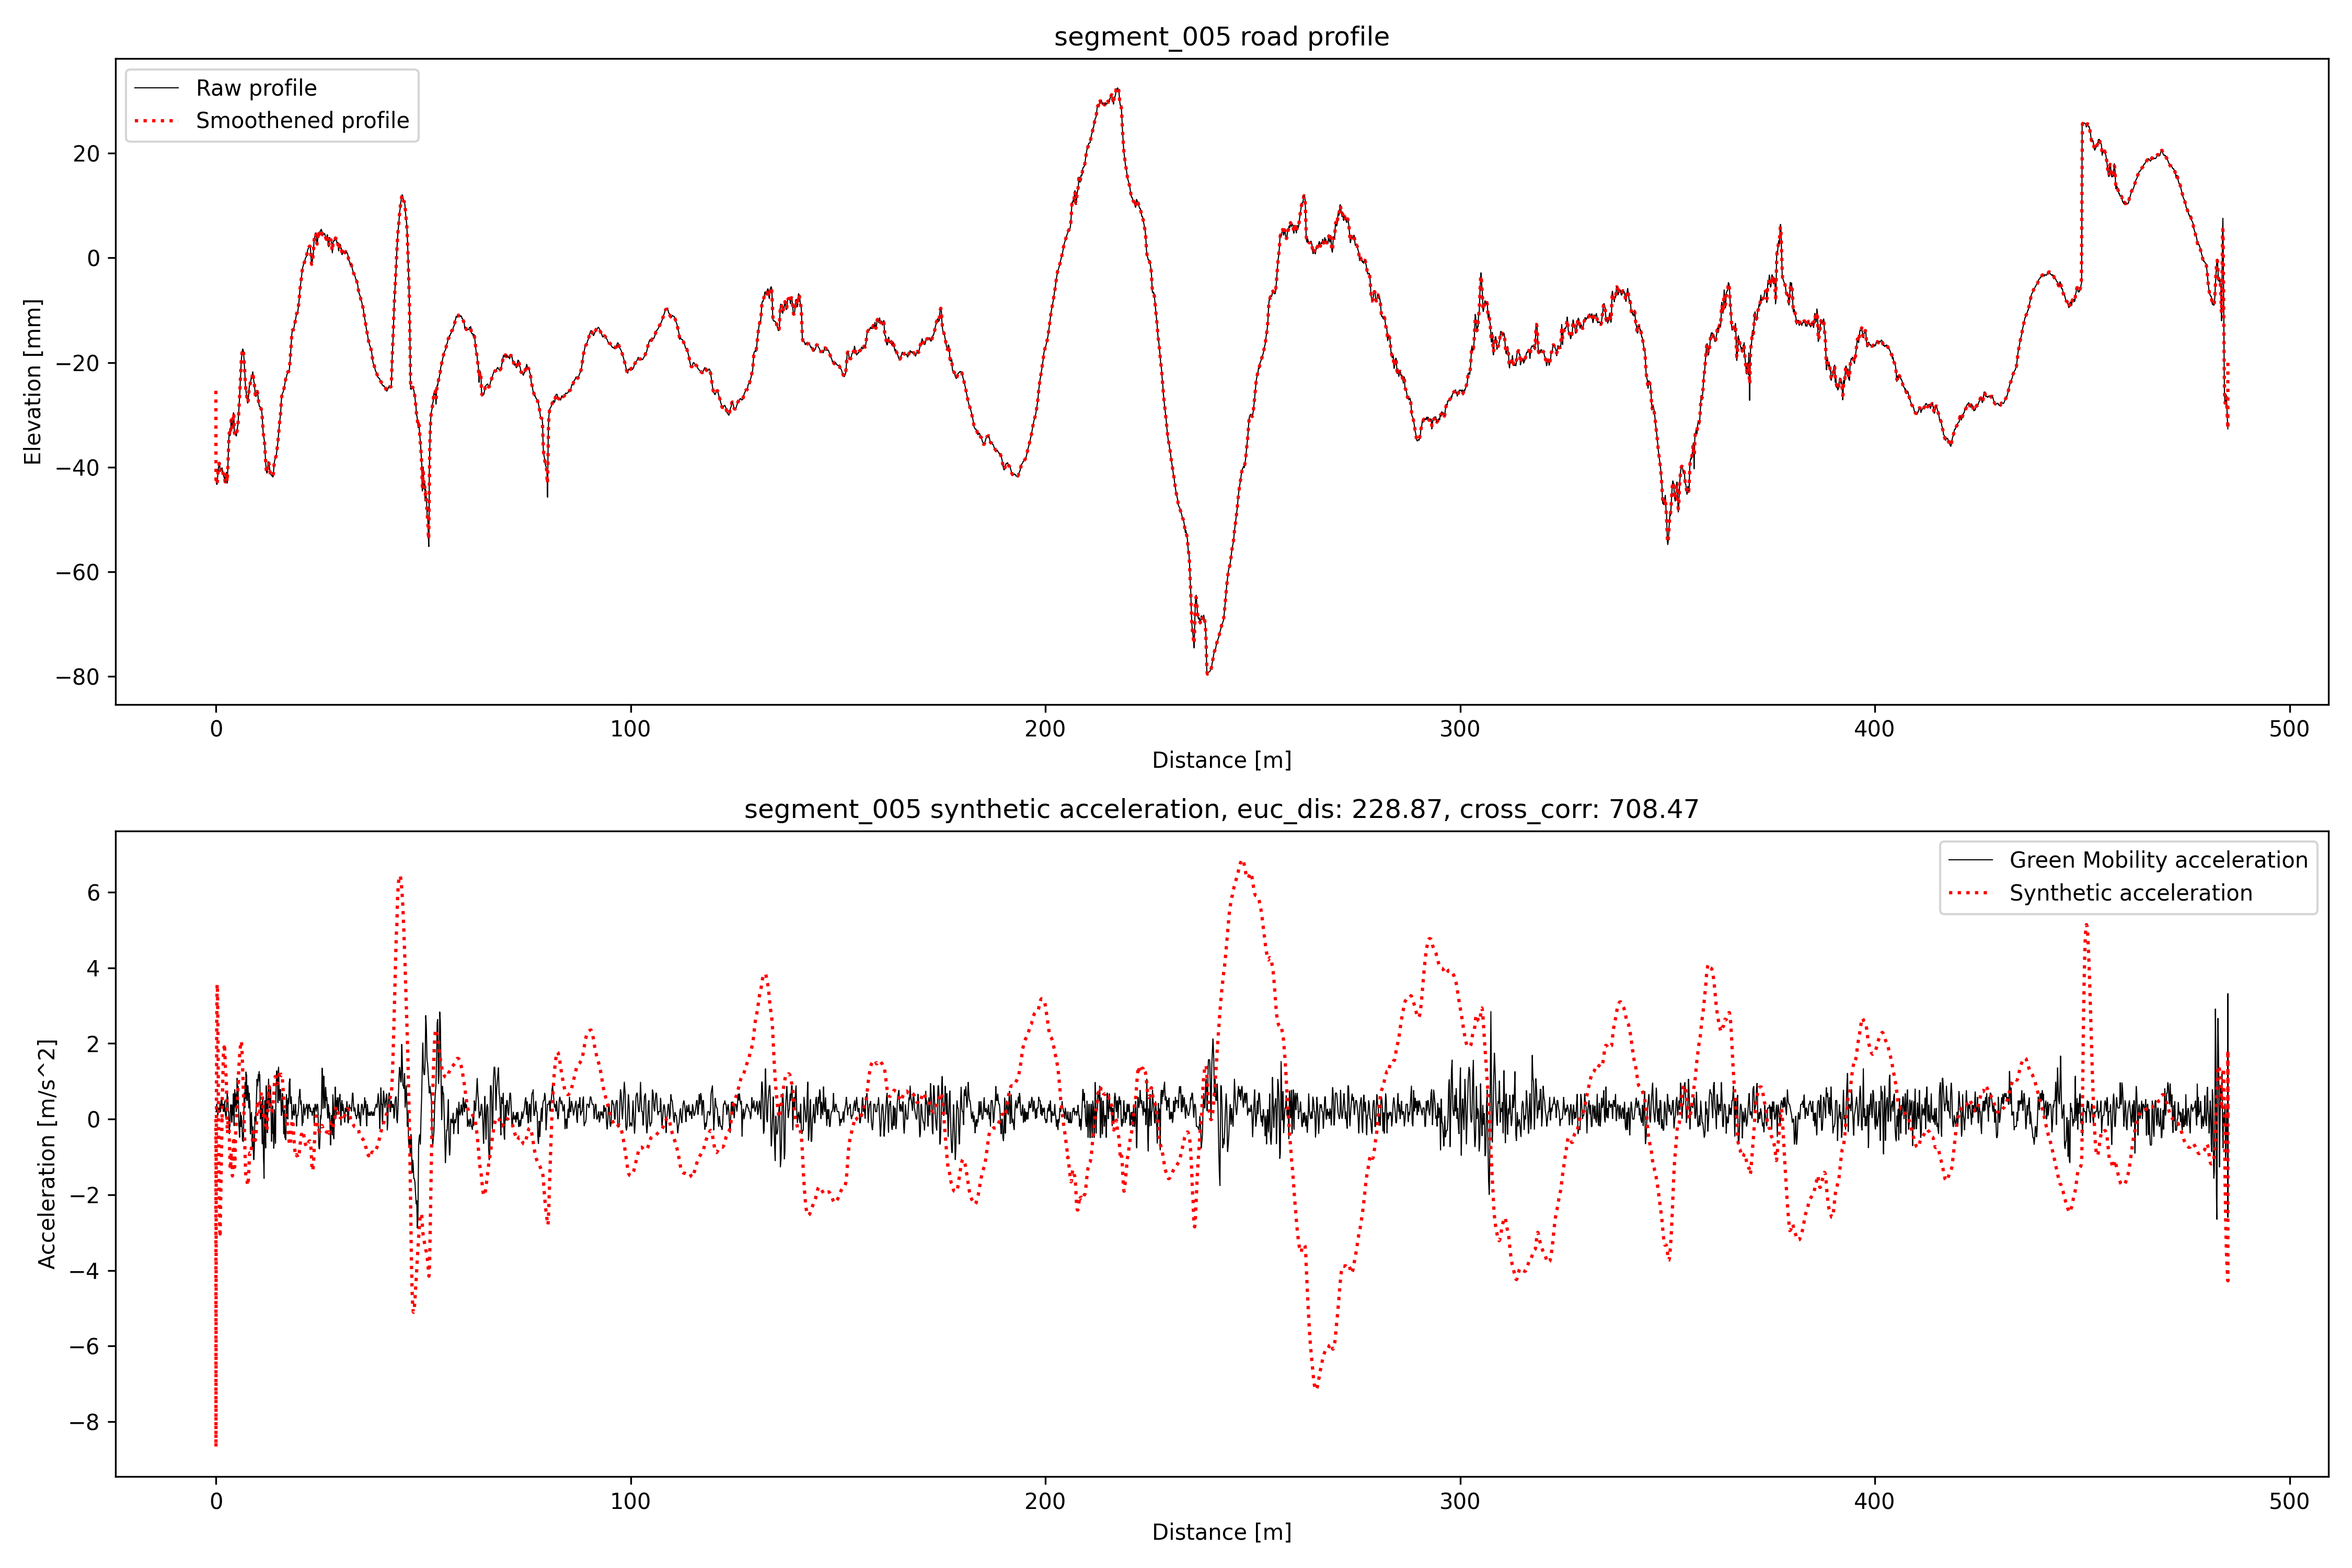 segment_005 road profile
Raw profile
Smoothened profile
20
0
−20
−40
−60
−80
Elevation [mm]
0 100 200 300 400 500
Distance [m]
segment_005 synthetic acceleration, euc_dis: 228.87, cross_corr: 708.47
Green Mobility acceleration
Synthetic acceleration
6
4
2
0
−2
−4
−6
−8
Acceleration [m/s^2]
0 100 200 300 400 500
Distance [m]